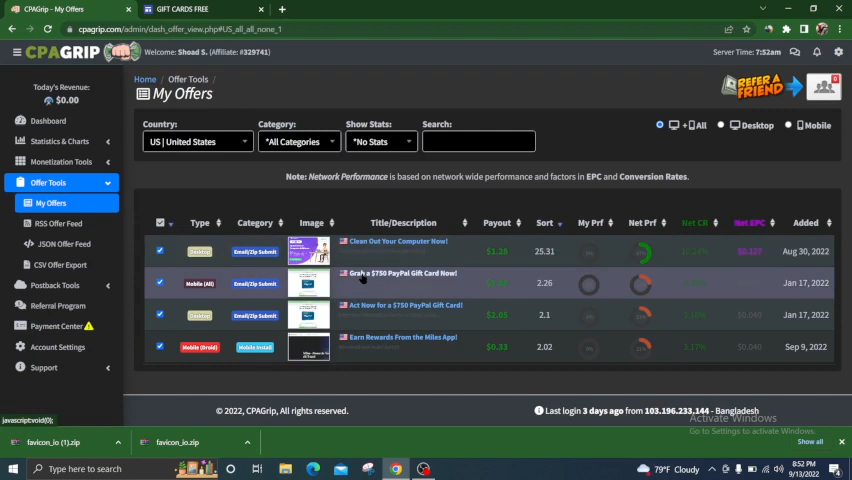 CPAGrip - My Offers
GIFT CARDS FREE
cpagrip.com/admin/dash_offer_view.php#US_all_all_none_1
CPAGRIP
Welcome: Shoad S. (Affiliate: #329741)
Server Time: 7:52am
Today's Revenue:
$0.00
Dashboard
Statistics & Charts
Monetization Tools
Offer Tools
My Offers
RSS Offer Feed
JSON Offer Feed
CSV Offer Export
Postback Tools
Referral Program
Payment Center
Account Settings
Support
Home / Offer Tools /
My Offers
REFER A FRIEND
Country:
Category:
Show Stats:
Search:
US | United States
*All Categories
*No Stats
+ All
Desktop
Mobile
Note: Network Performance is based on network wide performance and factors in EPC and Conversion Rates.
Type
Category
Image
Title/Description
Payout
Sort
My Prf
Net Prf
Net CR
Net EPC
Added
Desktop
Email/Zip Submit
Clean Out Your Computer Now!
25.31
Aug 30, 2022
Mobile (All)
Email/Zip Submit
Grab a $750 PayPal Gift Card Now!
2.26
Jan 17, 2022
Desktop
Email/Zip Submit
Act Now for a $750 PayPal Gift Card!
$2.05
2.1
$0.040
Jan 17, 2022
Mobile (Droid)
Mobile Install
Earn Rewards From the Miles App!
$0.33
2.02
$0.040
Sep 9, 2022
© 2022, CPAGrip, All rights reserved.
Last login 3 days ago from 103.196.233.144 - Bangladesh
Activate Windows
Go to Settings to activate Windows.
javascript:void(0);
favicon_io (1).zip
favicon_io.zip
Show all
Type here to search
79°F Cloudy
8:52 PM
9/13/2022
4